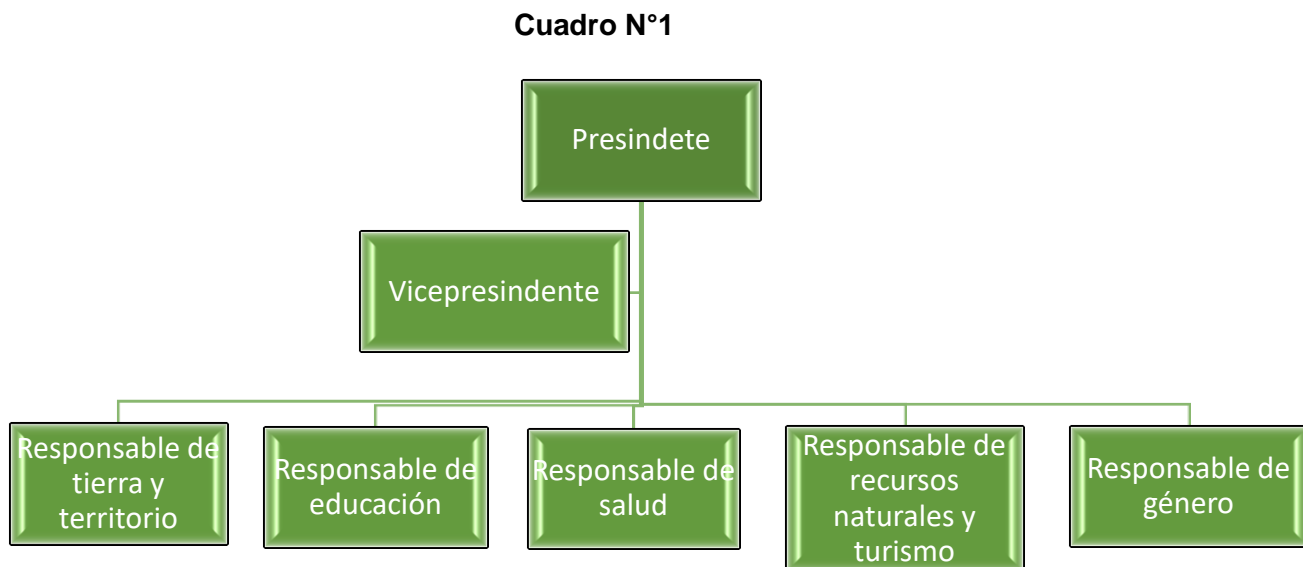 Cuadro N°1
Presindete
Vicepresindente
Responsable de
tierra y
territorio
Responsable de
educación
Responsable de
salud
Responsable de
recursos
naturales y
turismo
Responsable de
género